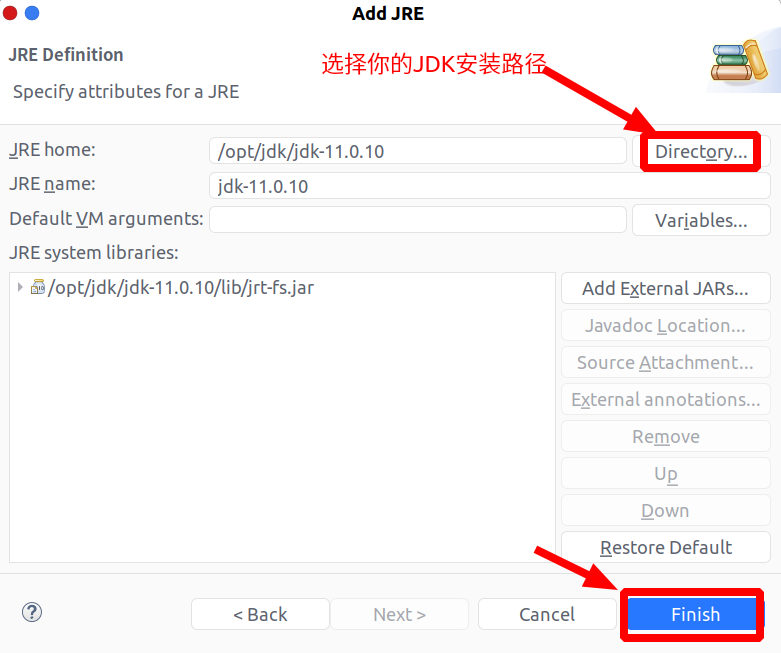 Add JRE
JRE Definition
选择你的JDK安装路径
Specify attributes for a JRE
JRE home:
/opt/jdk/jdk-11.0.10
Directory...
JRE name:
jdk-11.0.10
Default VM arguments:
Variables...
JRE system libraries:
/opt/jdk/jdk-11.0.10/lib/jrt-fs.jar
Add External JARs...
Javadoc Location...
Source Attachment...
External annotations...
Remove
Up
Down
Restore Default
?
< Back
Next >
Cancel
Finish